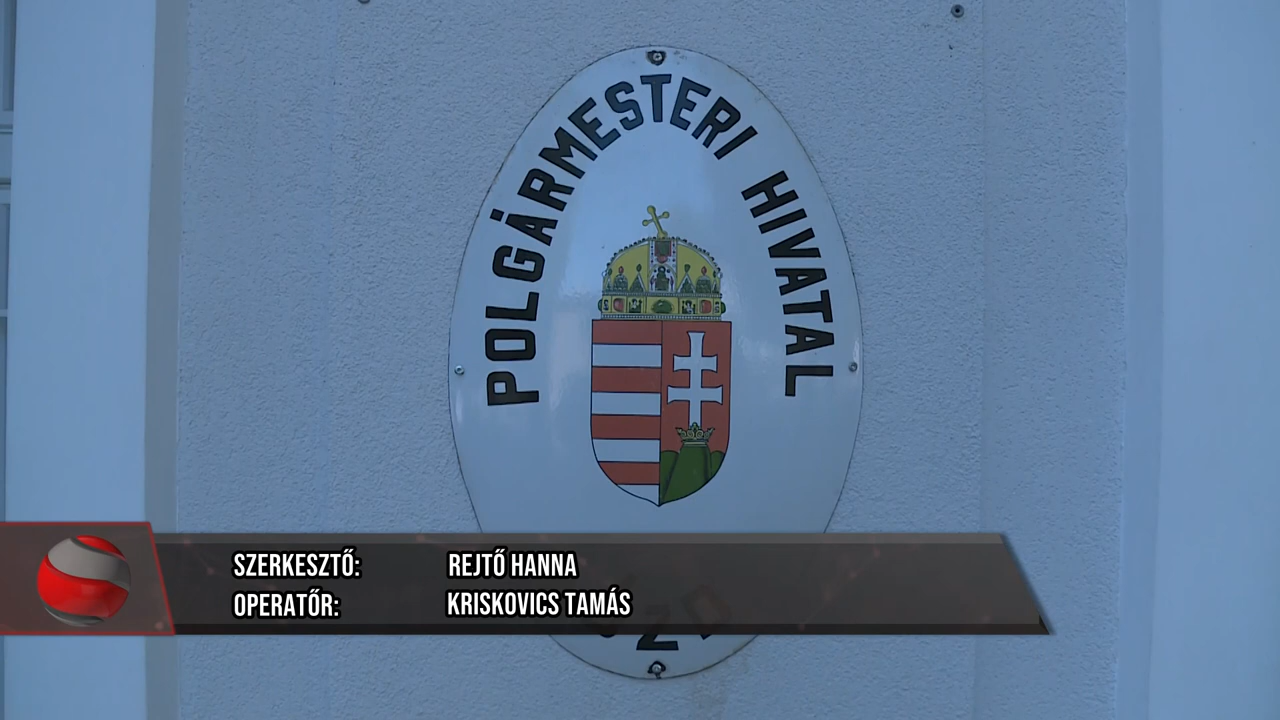 POLGÁRMESTERI HIVATAL
SZERKESZTŐ: REJTŐ HANNA
OPERATŐR: KRISKOVICS TAMÁS